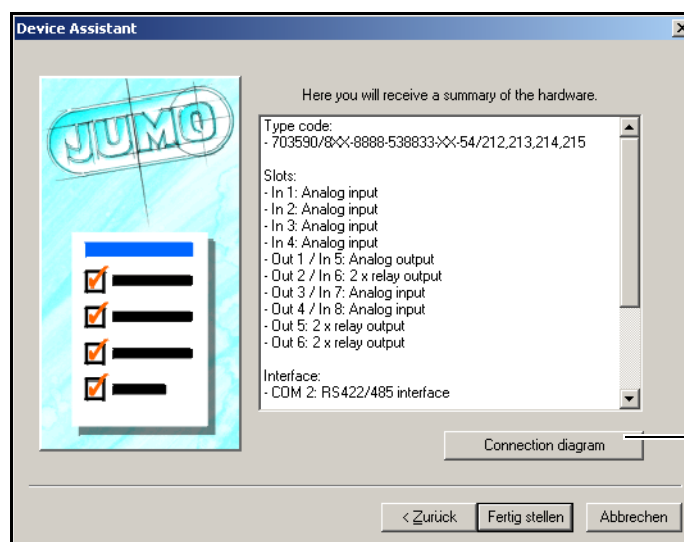 Device Assistant
JUMO
Here you will receive a summary of the hardware.
Type code:
- 703590/8XX-8888-538833-XX-54/212,213,214,215
Slots:
- In 1: Analog input
- In 2: Analog input
- In 3: Analog input
- In 4: Analog input
- Out 1 / In 5: Analog output
- Out 2 / In 6: 2 x relay output
- Out 3 / In 7: Analog input
- Out 4 / In 8: Analog input
- Out 5: 2 x relay output
- Out 6: 2 x relay output
Interface:
- COM 2: RS422/485 interface
Connection diagram
< Zurück Fertig stellen Abbrechen